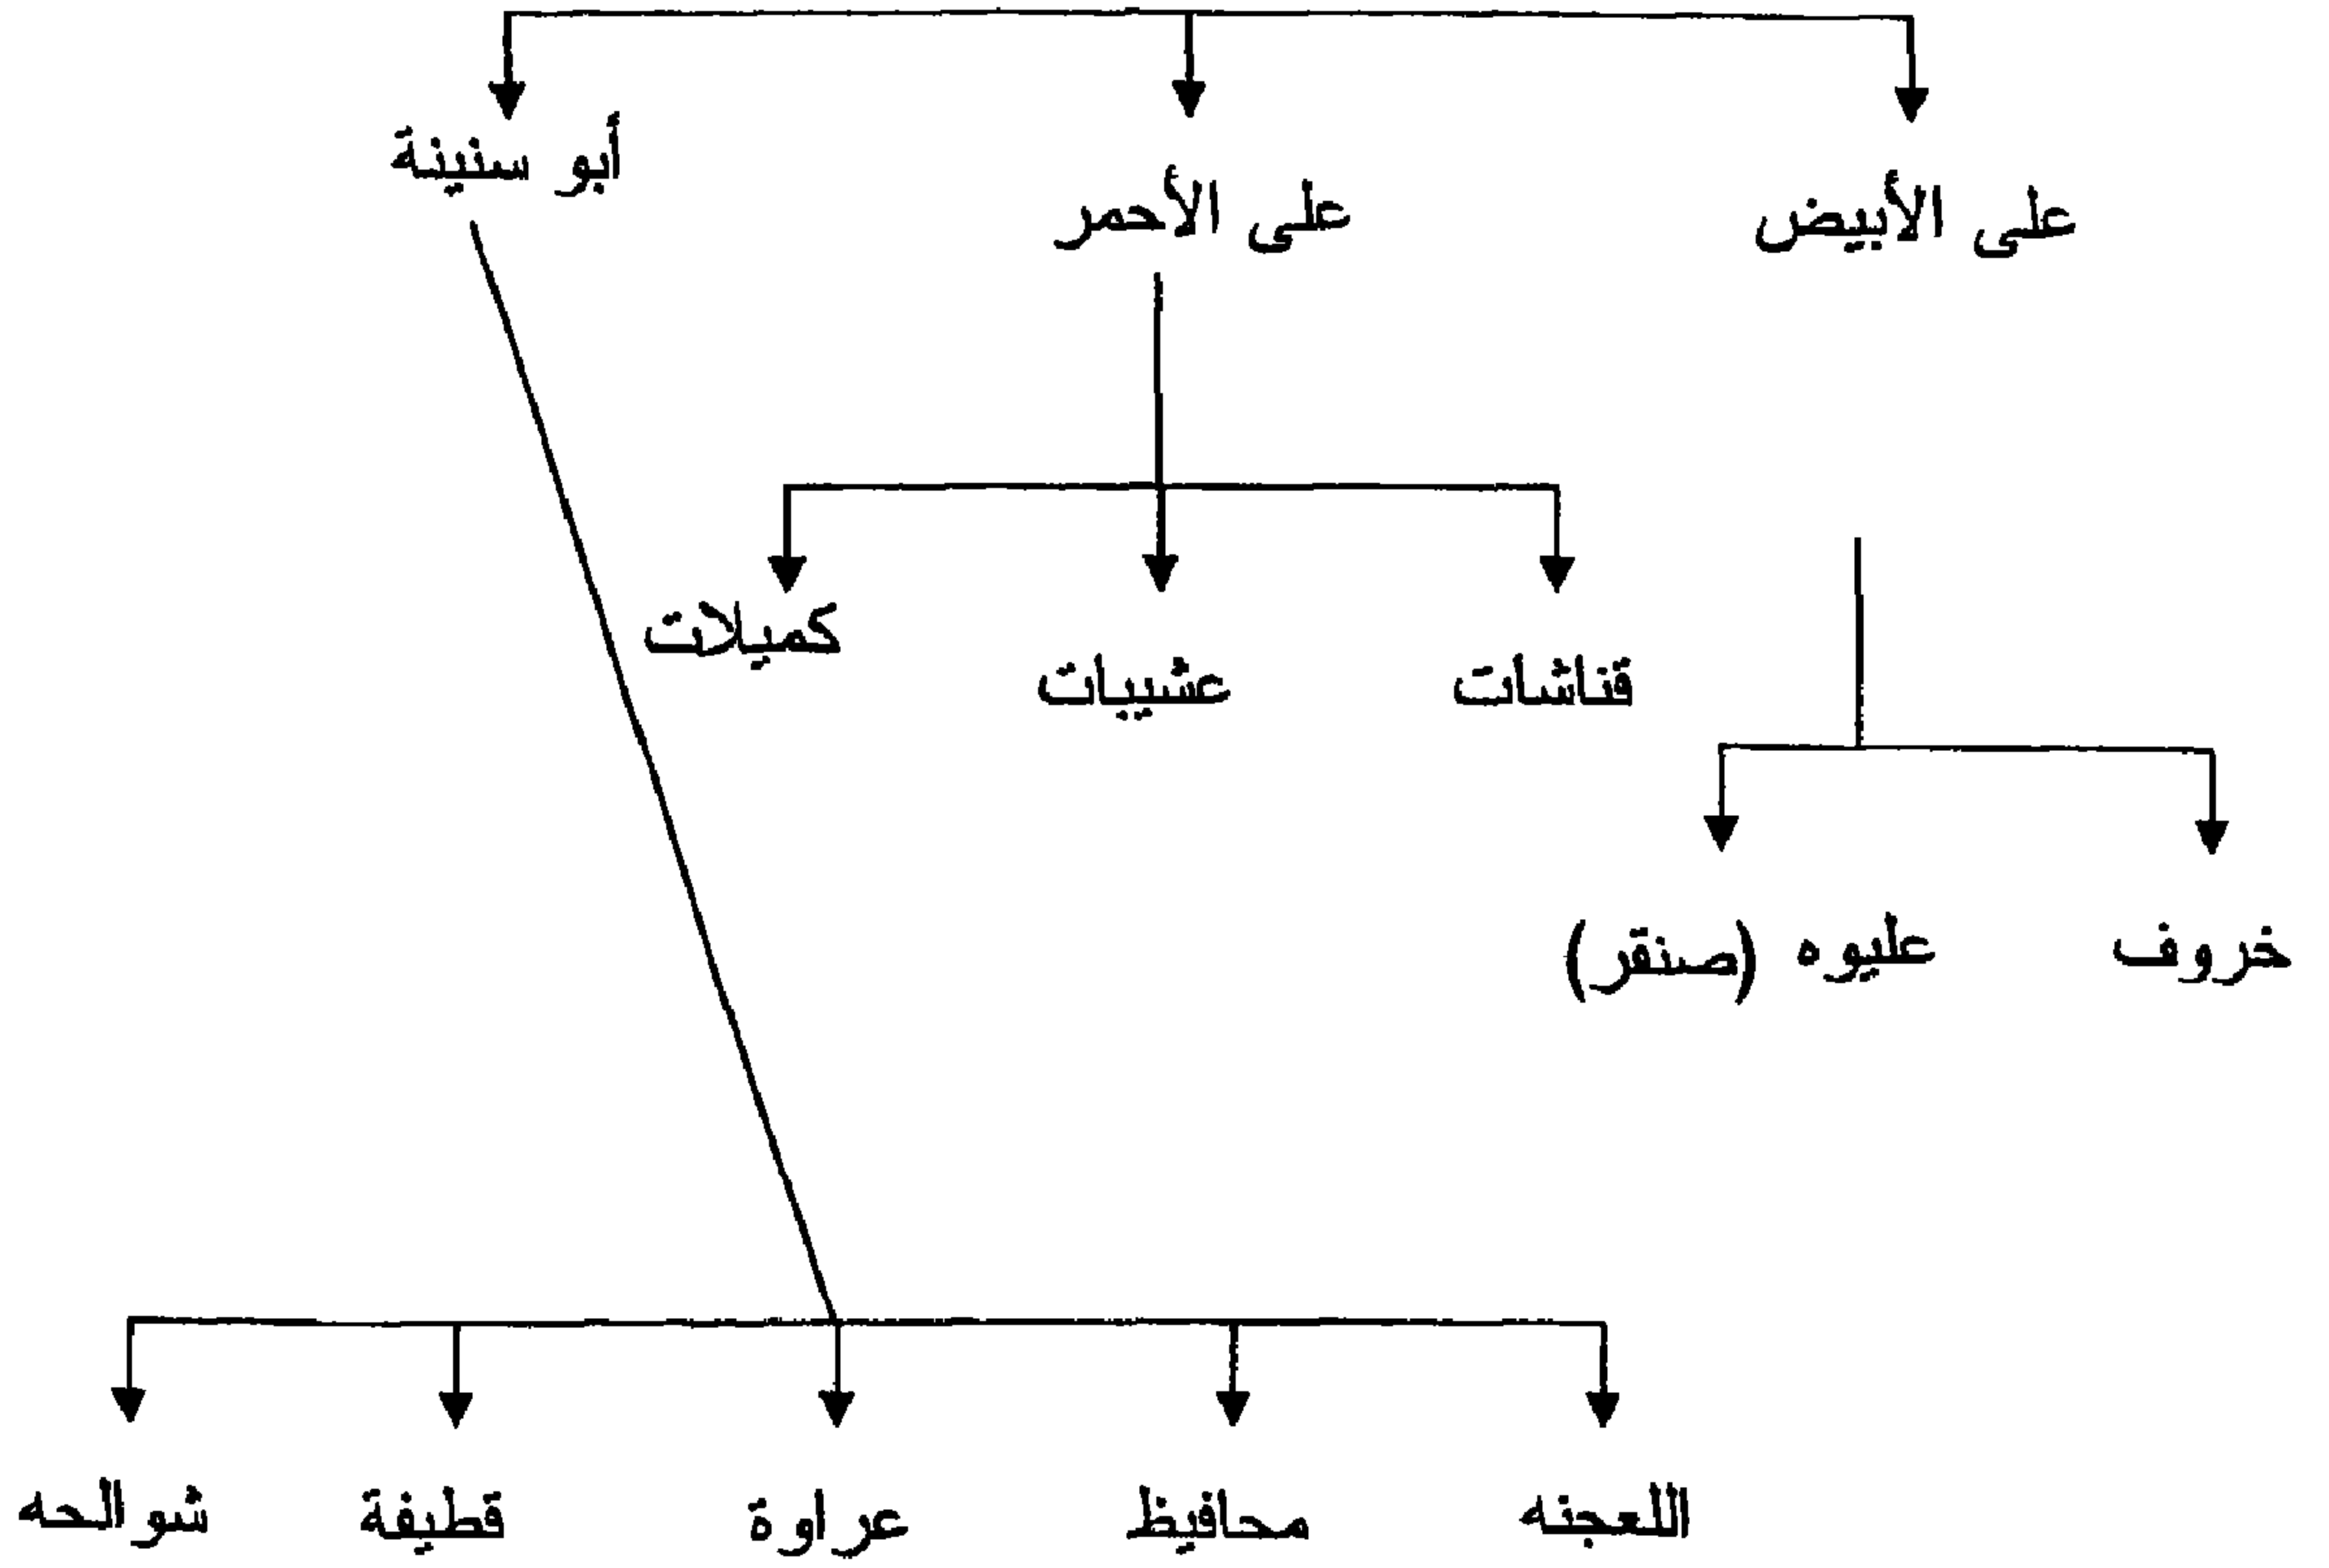 على الأبيض على الأحمر أبو سنينة
قناشات عشيبات كميلات
خروف عليوه (صنقر)
اللعجنه محافيظ عراوة قطيفة شوالحه